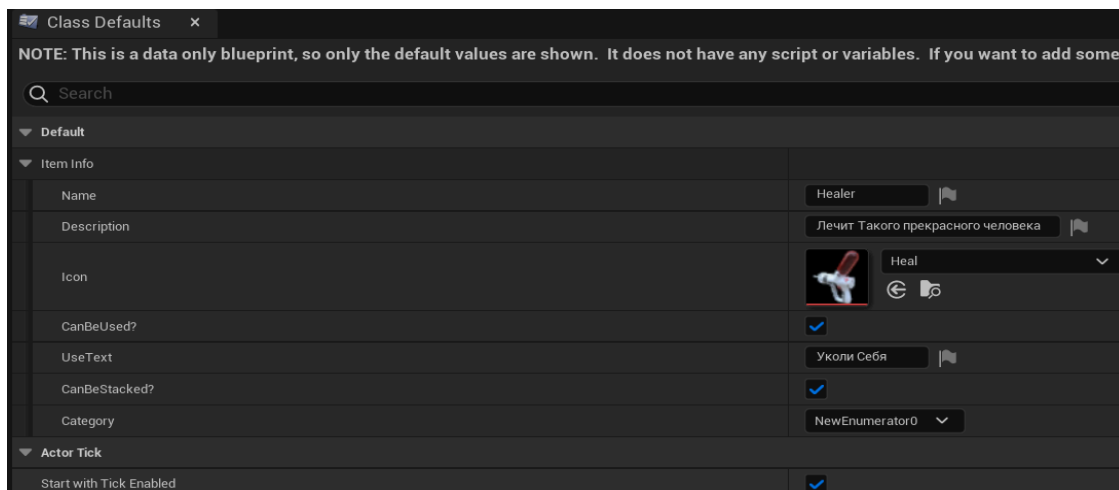 Class Defaults
NOTE: This is a data only blueprint, so only the default values are shown. It does not have any script or variables. If you want to add some
Search
Default
Item Info
Name Healer
Description Лечит Такого прекрасного человека
Icon Heal
CanBeUsed?
UseText Уколи Себя
CanBeStacked?
Category NewEnumerator0
Actor Tick
Start with Tick Enabled